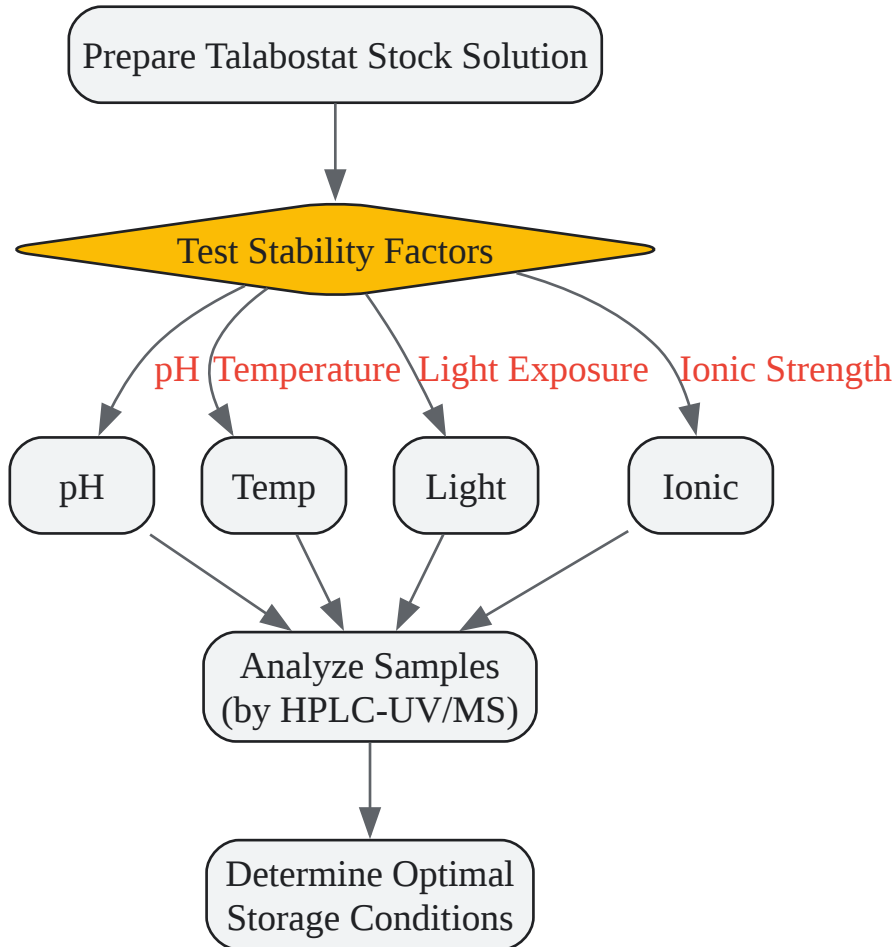 Prepare Talabostat Stock Solution
Test Stability Factors
pH
Temperature
Light Exposure
Ionic Strength
pH
Temp
Light
Ionic
Analyze Samples
(by HPLC-UV/MS)
Determine Optimal
Storage Conditions